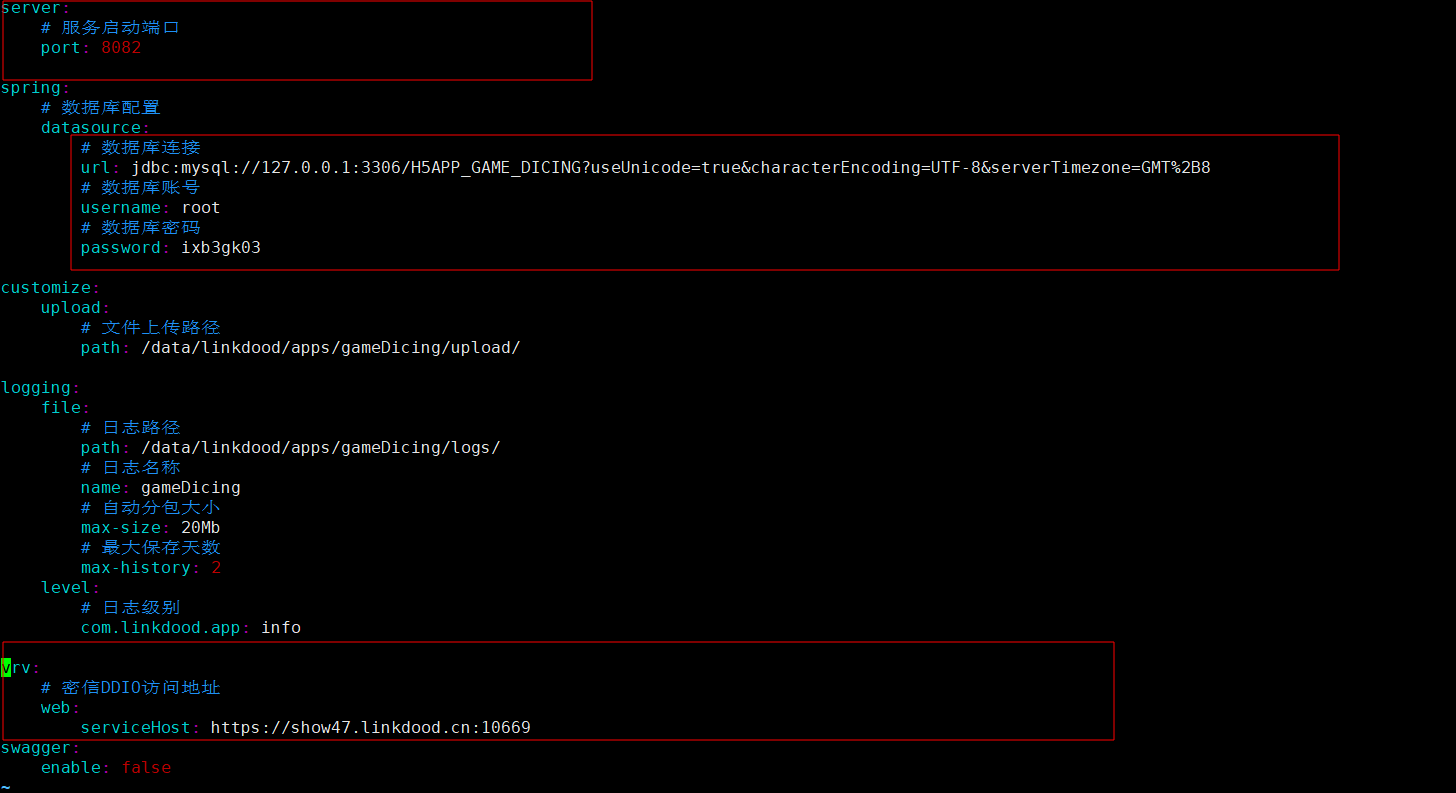 server:
    # 服务启动端口
    port: 8082
spring:
    # 数据库配置
    datasource:
        # 数据库连接
        url: jdbc:mysql://127.0.0.1:3306/H5APP_GAME_DICING?useUnicode=true&characterEncoding=UTF-8&serverTimezone=GMT%2B8
        # 数据库账号
        username: root
        # 数据库密码
        password: ixb3gk03
customize:
    upload:
        # 文件上传路径
        path: /data/linkdood/apps/gameDicing/upload/
logging:
    file:
        # 日志路径
        path: /data/linkdood/apps/gameDicing/logs/
        # 日志名称
        name: gameDicing
        # 自动分包大小
        max-size: 20Mb
        # 最大保存天数
        max-history: 2
    level:
        # 日志级别
        com.linkdood.app: info
vrv:
    # 密信DDIO访问地址
    web:
        serviceHost: https://show47.linkdood.cn:10669
swagger:
    enable: false
~